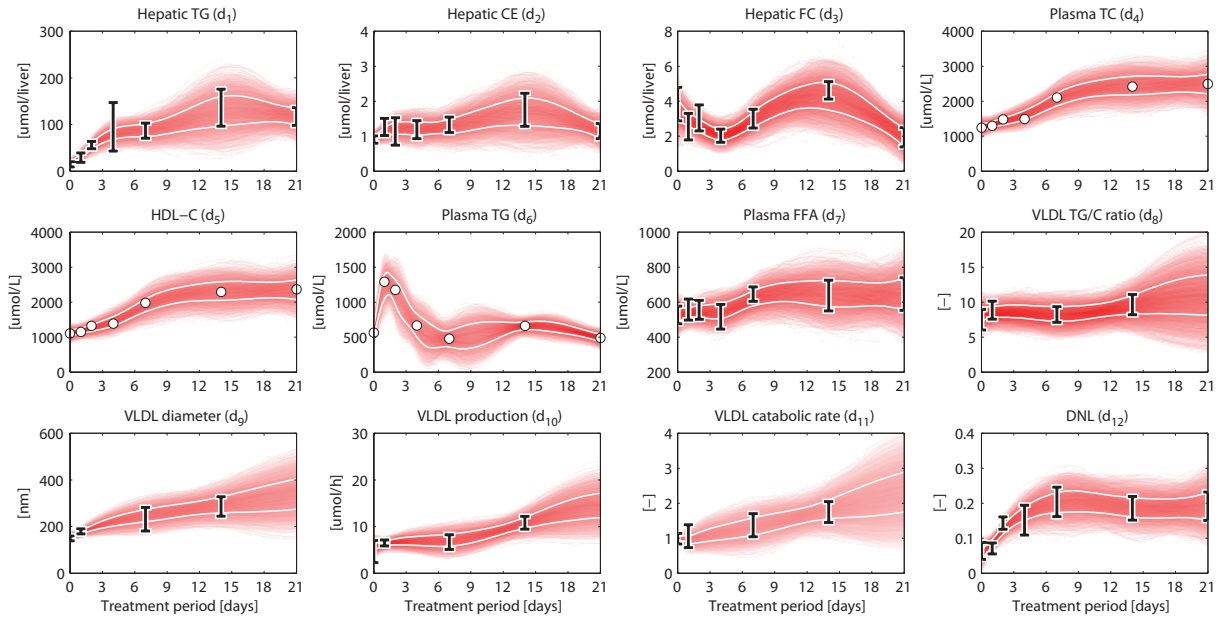 Hepatic TG (d1)
Hepatic CE (d2)
Hepatic FC (d3)
Plasma TC (d4)
[umol/liver]
300
200
100
0
0 3 6 9 12 15 18 21
[umol/liver]
4
3
2
1
0
0 3 6 9 12 15 18 21
[umol/liver]
8
6
4
2
0
0 3 6 9 12 15 18 21
[umol/L]
4000
3000
2000
1000
0
0 3 6 9 12 15 18 21
HDL−C (d5)
Plasma TG (d6)
Plasma FFA (d7)
VLDL TG/C ratio (d8)
[umol/L]
4000
3000
2000
1000
0
0 3 6 9 12 15 18 21
[umol/L]
2000
1500
1000
500
0
0 3 6 9 12 15 18 21
[umol/L]
1000
800
600
400
200
0 3 6 9 12 15 18 21
[−]
20
15
10
5
0
0 3 6 9 12 15 18 21
VLDL diameter (d9)
VLDL production (d10)
VLDL catabolic rate (d11)
DNL (d12)
[nm]
600
400
200
0
0 3 6 9 12 15 18 21
Treatment period [days]
[umol/h]
30
20
10
0
0 3 6 9 12 15 18 21
Treatment period [days]
[−]
4
3
2
1
0
0 3 6 9 12 15 18 21
Treatment period [days]
[−]
0.4
0.3
0.2
0.1
0
0 3 6 9 12 15 18 21
Treatment period [days]